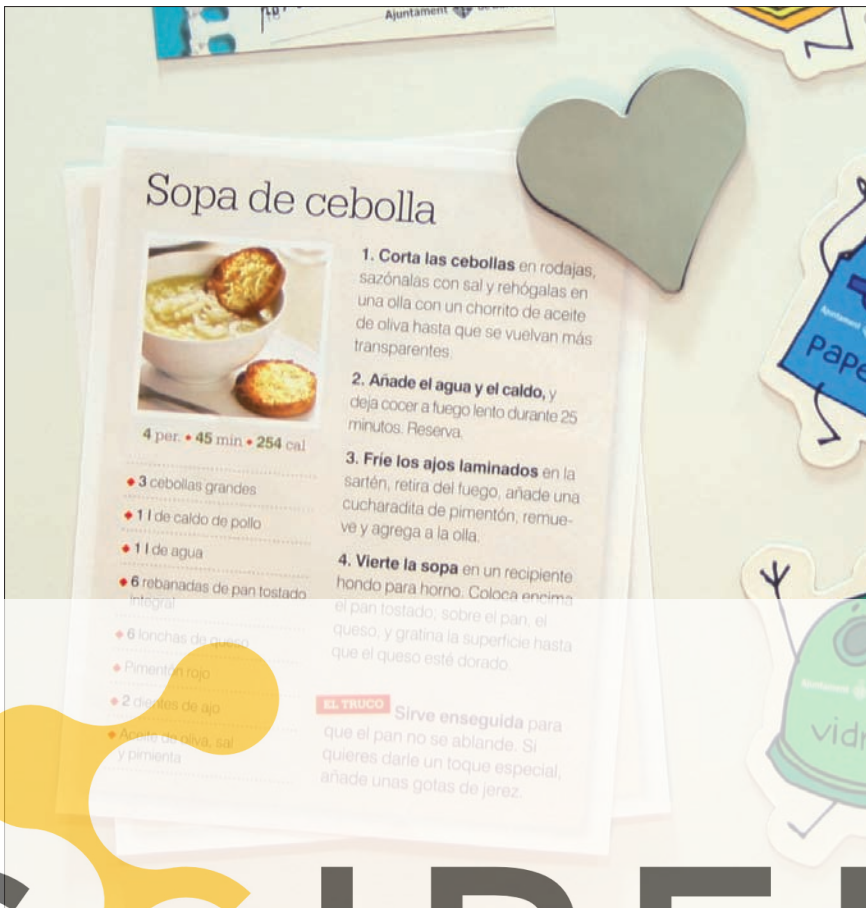 Ajuntament
Sopa de cebolla
4 per. • 45 min • 254 cal
3 cebollas grandes
1 l de caldo de pollo
1 l de agua
6 rebanadas de pan tostado
integral
6 lonchas de queso
Pimentón rojo
2 dientes de ajo
Aceite de oliva, sal
y pimienta
1. Corta las cebollas en rodajas,
sazónalas con sal y rehógalas en
una olla con un chorrito de aceite
de oliva hasta que se vuelvan más
transparentes.
2. Añade el agua y el caldo, y
deja cocer a fuego lento durante 25
minutos. Reserva.
3. Fríe los ajos laminados en la
sartén, retira del fuego, añade una
cucharadita de pimentón, remue-
ve y agrega a la olla.
4. Vierte la sopa en un recipiente
hondo para horno. Coloca encima
el pan tostado, sobre el pan, el
queso, y gratina la superficie hasta
que el queso esté dorado.
EL TRUCO Sirve enseguida para
que el pan no se ablande. Si
quieres darle un toque especial,
añade unas gotas de jerez.
Ajuntament
pape
Ajuntament
vidr